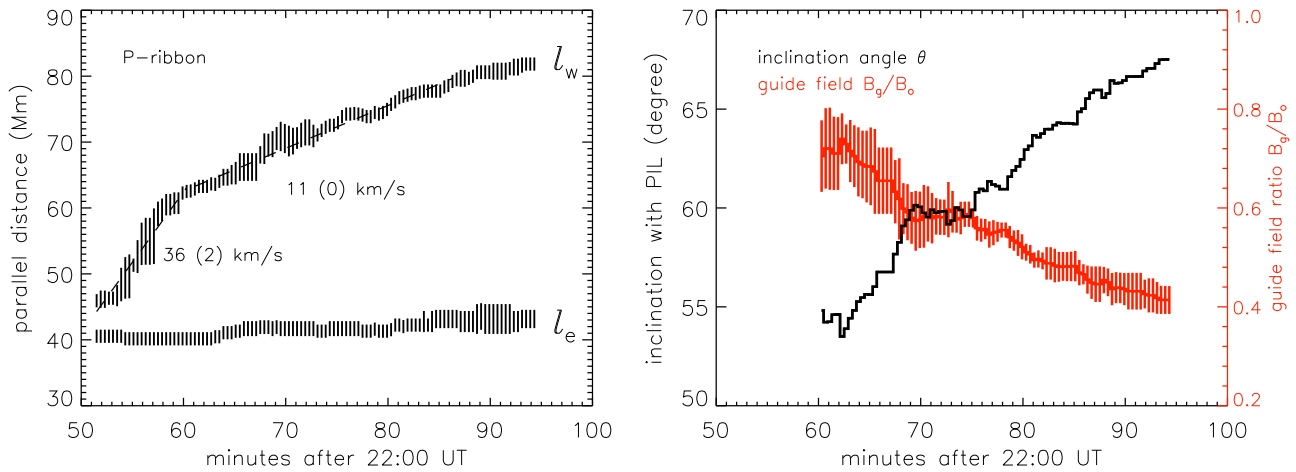 90
80
70
60
50
40
30
parallel distance (Mm)
P-ribbon
l_w
11 (0) km/s
36 (2) km/s
l_e
50 60 70 80 90 100
minutes after 22:00 UT
70
65
60
55
50
inclination with PIL (degree)
inclination angle θ
guide field B_g/B_o
1.0
0.8
0.6
0.4
0.2
guide field ratio B_g/B_o
50 60 70 80 90 100
minutes after 22:00 UT